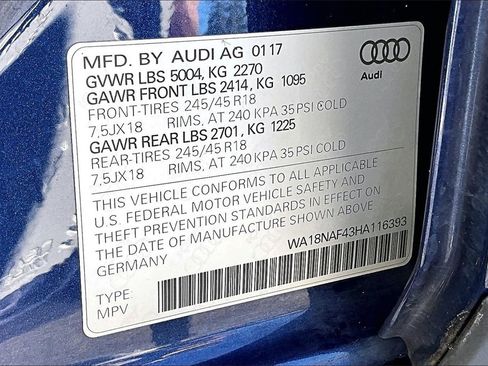 MFD. BY AUDI AG 01 17
GVWR LBS 5004, KG 2270
GAWR FRONT LBS 2414, KG 1095
FRONT-TIRES 245/45 R18
7,5JX18 RIMS, AT 240 KPA 35 PSI COLD
GAWR REAR LBS 2701, KG 1225
REAR-TIRES 245/45 R18
7,5JX18 RIMS, AT 240 KPA 35 PSI COLD
THIS VEHICLE CONFORMS TO ALL APPLICABLE
U.S. FEDERAL MOTOR VEHICLE SAFETY AND
THEFT PREVENTION STANDARDS IN EFFECT ON
THE DATE OF MANUFACTURE SHOWN ABOVE.
GERMANY
WA18NAF43HA116393
TYPE:
MPV
Audi